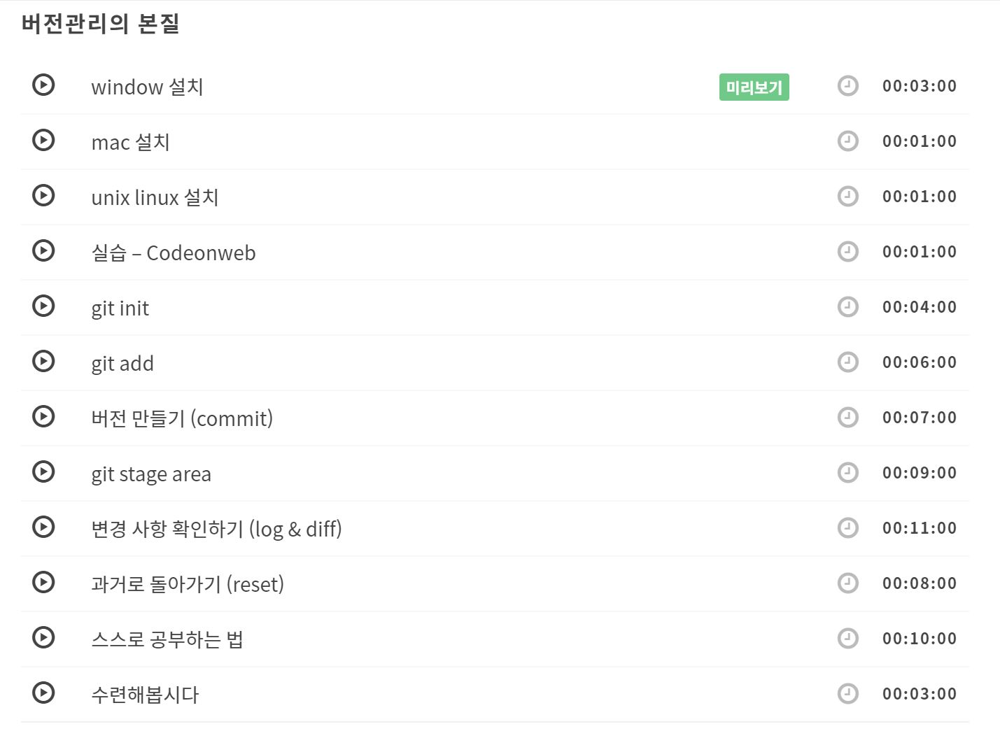 버전관리의 본질
window 설치 미리보기 00:03:00
mac 설치 00:01:00
unix linux 설치 00:01:00
실습 – Codeonweb 00:01:00
git init 00:04:00
git add 00:06:00
버전 만들기 (commit) 00:07:00
git stage area 00:09:00
변경 사항 확인하기 (log & diff) 00:11:00
과거로 돌아가기 (reset) 00:08:00
스스로 공부하는 법 00:10:00
수련해봅시다 00:03:00